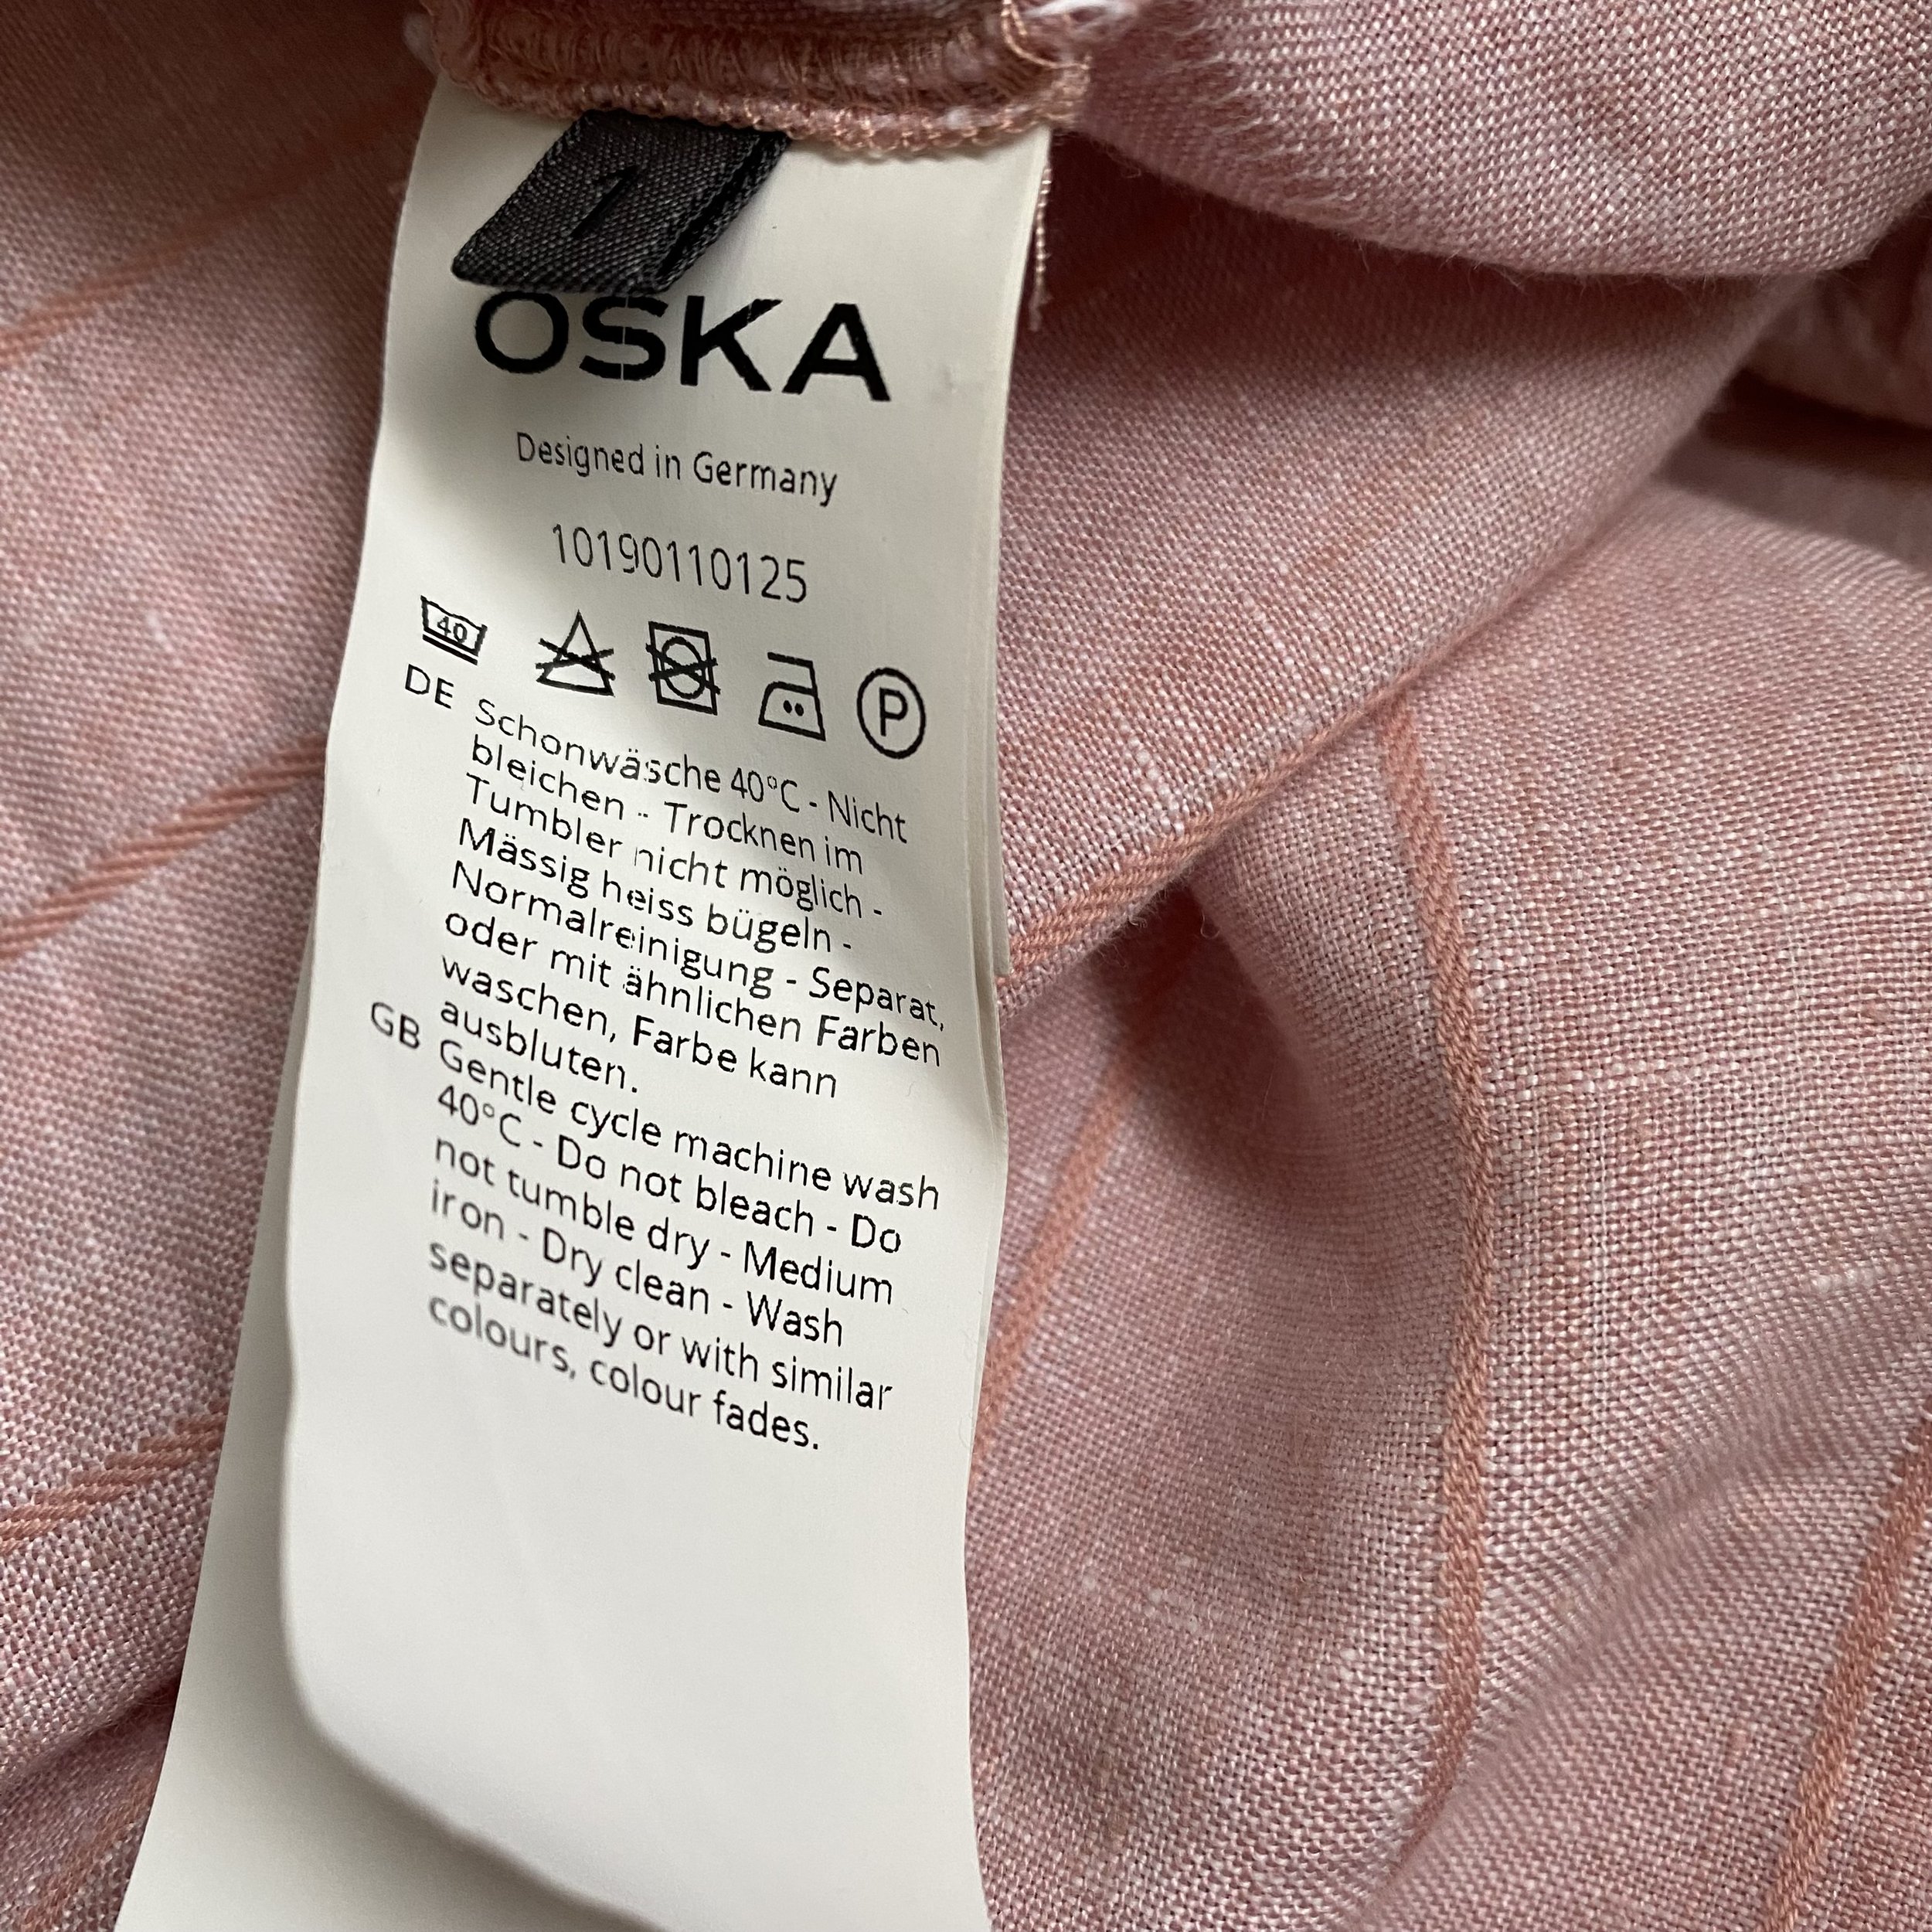 1
OSKA
Designed in Germany
10190110125
40
P
DE Schonwäsche 40°C - Nicht
bleichen - Trocknen im
Tumbler nicht möglich -
Mässig heiss bügeln -
Normalreinigung - Separat,
oder mit ähnlichen Farben
waschen, Farbe kann
ausbluten.
GB Gentle cycle machine wash
40°C - Do not bleach - Do
not tumble dry - Medium
iron - Dry clean - Wash
separately or with similar
colours, colour fades.